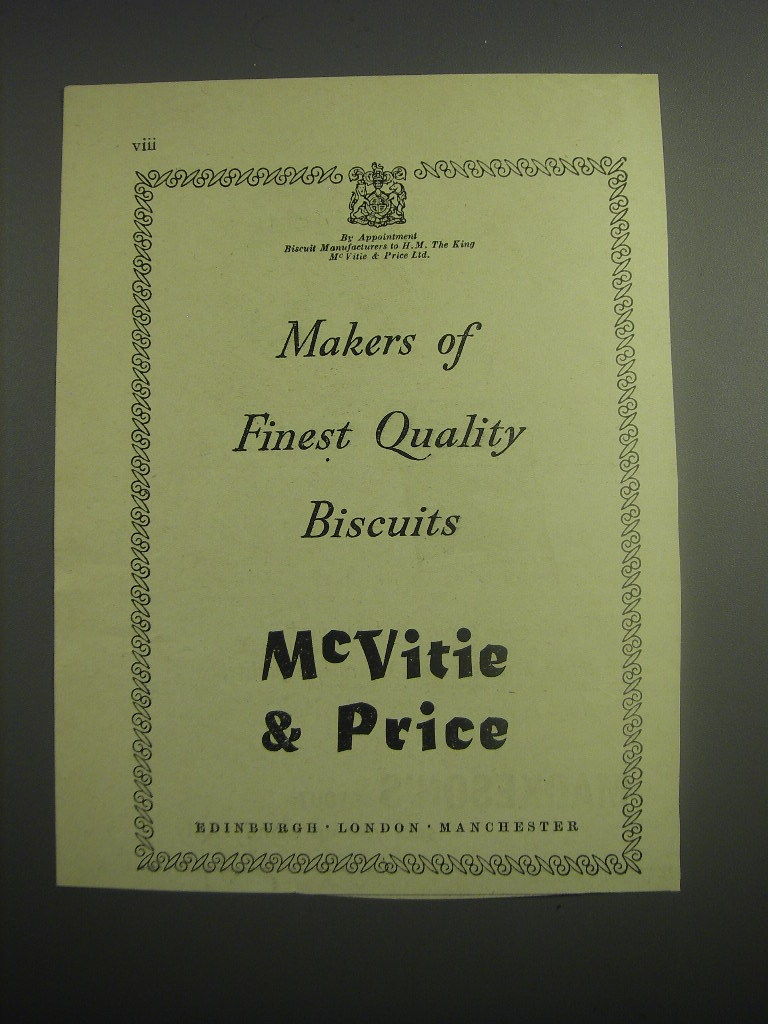 viii
By Appointment
Biscuit Manufacturers to H.M. The King
McVitie & Price Ltd.
Makers of
Finest Quality
Biscuits
McVitie
& Price
EDINBURGH · LONDON · MANCHESTER